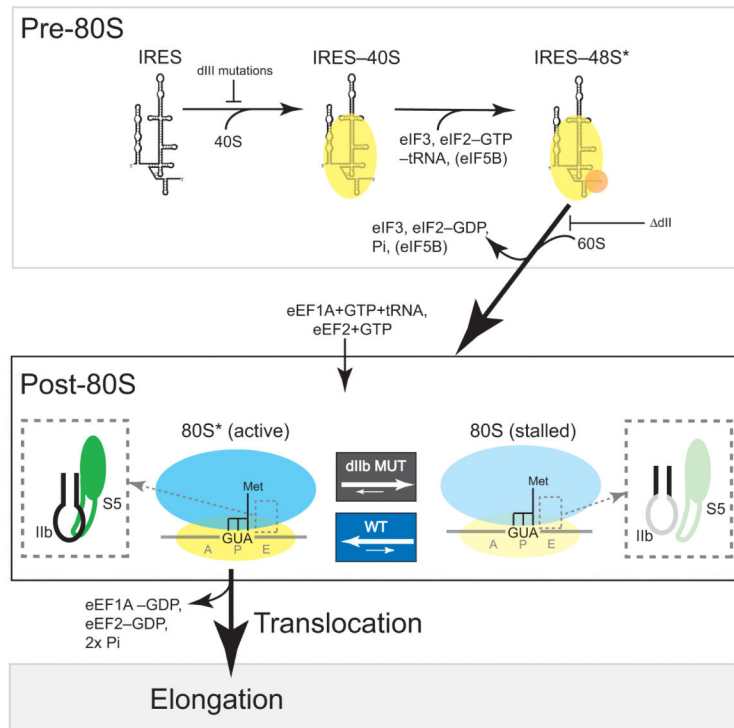 Pre-80S
IRES
IRES–40S
IRES–48S*
dIII mutations
40S
eIF3, eIF2–GTP
–tRNA, (eIF5B)
5'
3'
eIF3, eIF2–GDP,
Pi, (eIF5B)
60S
ΔdII
eEF1A+GTP+tRNA,
eEF2+GTP
Post-80S
80S* (active)
80S (stalled)
IIb
S5
Met
GUA
A P E
dIIb MUT
WT
Met
GUA
A P E
IIb
S5
eEF1A –GDP,
eEF2–GDP,
2x Pi
Translocation
Elongation